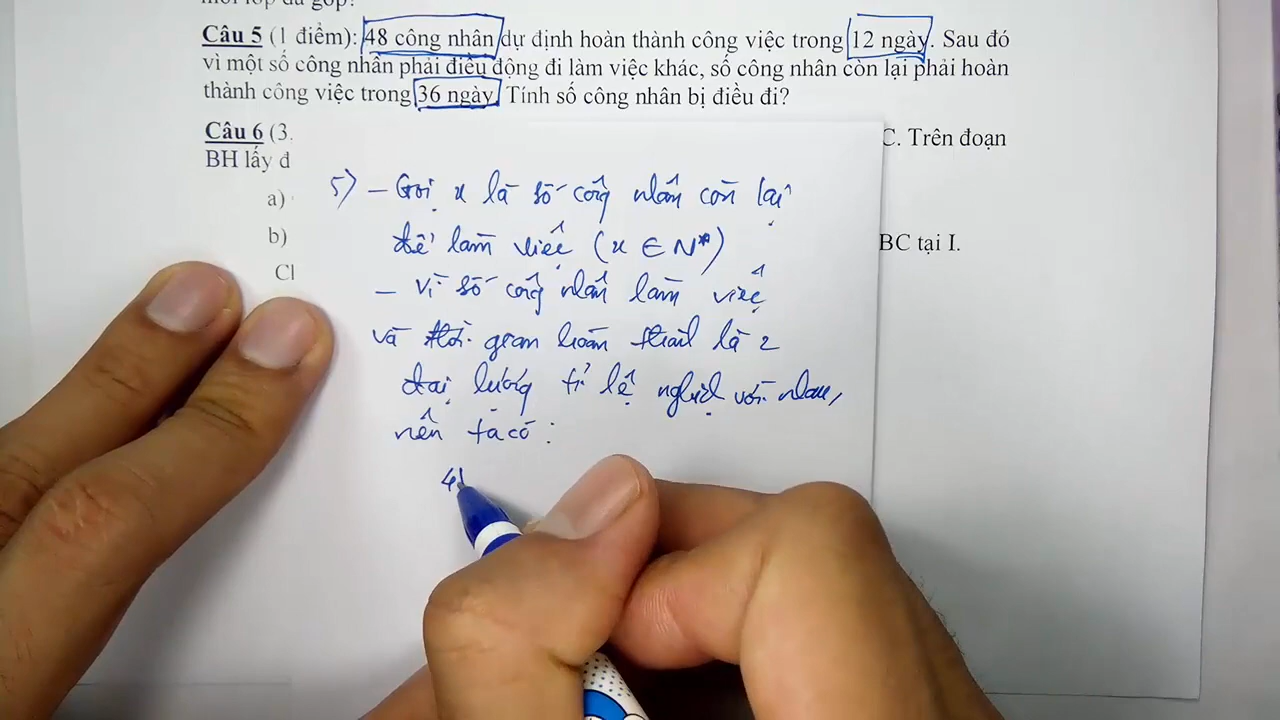 mỗi lớp đã góp?
Câu 5 (1 điểm): 48 công nhân dự định hoàn thành công việc trong 12 ngày. Sau đó
vì một số công nhân phải điều động đi làm việc khác, số công nhân còn lại phải hoàn
thành công việc trong 36 ngày. Tính số công nhân bị điều đi?
Câu 6 (3. C. Trên đoạn
BH lấy đ
a)
b) BC tại I.
5) - Gọi x là số công nhân còn lại
để làm việc (x ∈ N*)
- Vì số công nhân làm việc
và thời gian hoàn thành là 2
đại lượng tỉ lệ nghịch với nhau,
nên ta có: